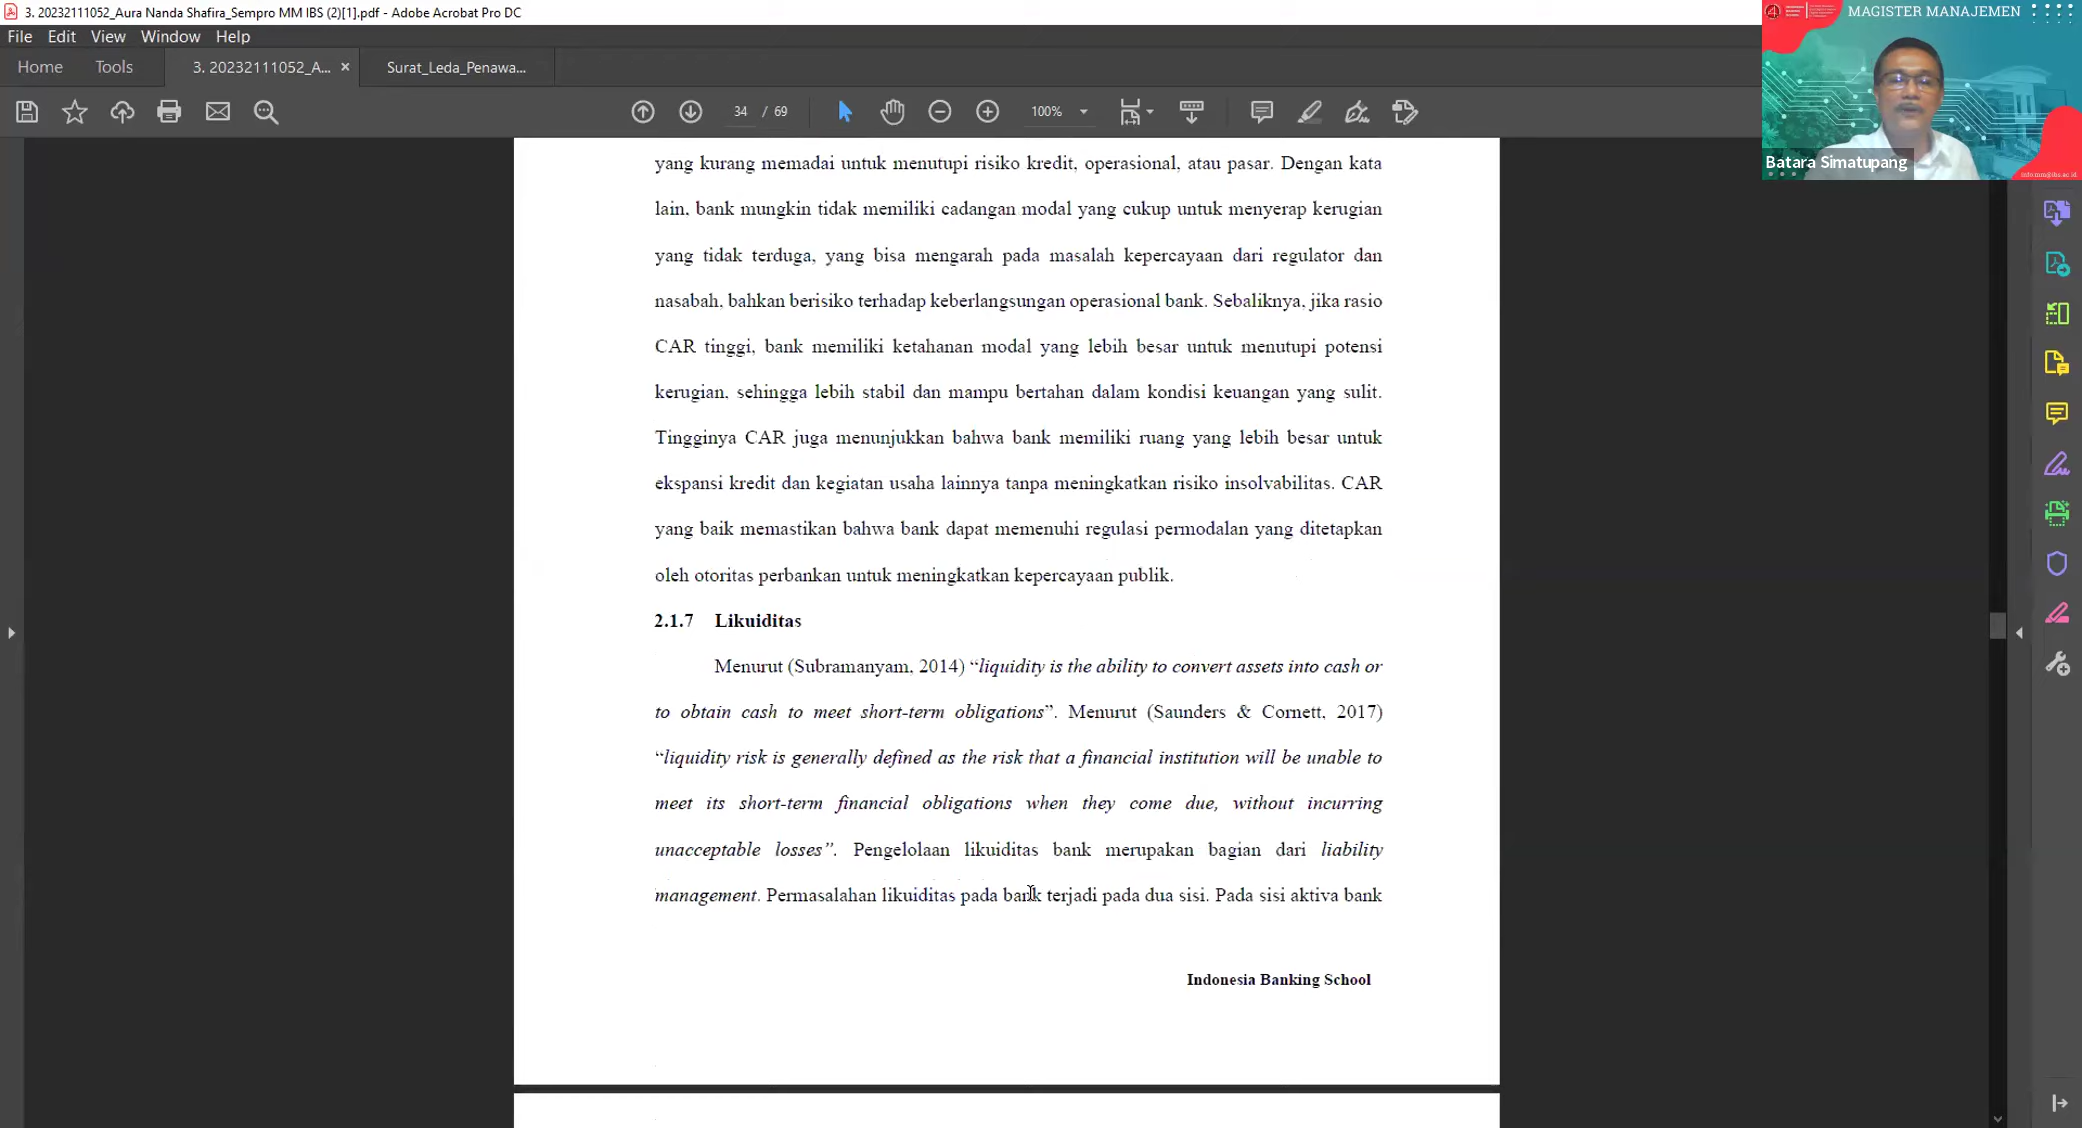 3. 20232111052_Aura Nanda Shafira_Sempro MM IBS (2)[1].pdf - Adobe Acrobat Pro DC
File Edit View Window Help
Home Tools 3. 20232111052_A... × Surat_Leda_Penawa...
34 / 69 100%
MAGISTER MANAJEMEN
Batara Simatupang
info.mm@ibs.ac.id
yang kurang memadai untuk menutupi risiko kredit, operasional, atau pasar. Dengan kata
lain, bank mungkin tidak memiliki cadangan modal yang cukup untuk menyerap kerugian
yang tidak terduga, yang bisa mengarah pada masalah kepercayaan dari regulator dan
nasabah, bahkan berisiko terhadap keberlangsungan operasional bank. Sebaliknya, jika rasio
CAR tinggi, bank memiliki ketahanan modal yang lebih besar untuk menutupi potensi
kerugian, sehingga lebih stabil dan mampu bertahan dalam kondisi keuangan yang sulit.
Tingginya CAR juga menunjukkan bahwa bank memiliki ruang yang lebih besar untuk
ekspansi kredit dan kegiatan usaha lainnya tanpa meningkatkan risiko insolvabilitas. CAR
yang baik memastikan bahwa bank dapat memenuhi regulasi permodalan yang ditetapkan
oleh otoritas perbankan untuk meningkatkan kepercayaan publik.
2.1.7 Likuiditas
Menurut (Subramanyam, 2014) “liquidity is the ability to convert assets into cash or
to obtain cash to meet short-term obligations”. Menurut (Saunders & Cornett, 2017)
“liquidity risk is generally defined as the risk that a financial institution will be unable to
meet its short-term financial obligations when they come due, without incurring
unacceptable losses”. Pengelolaan likuiditas bank merupakan bagian dari liability
management. Permasalahan likuiditas pada bank terjadi pada dua sisi. Pada sisi aktiva bank
Indonesia Banking School